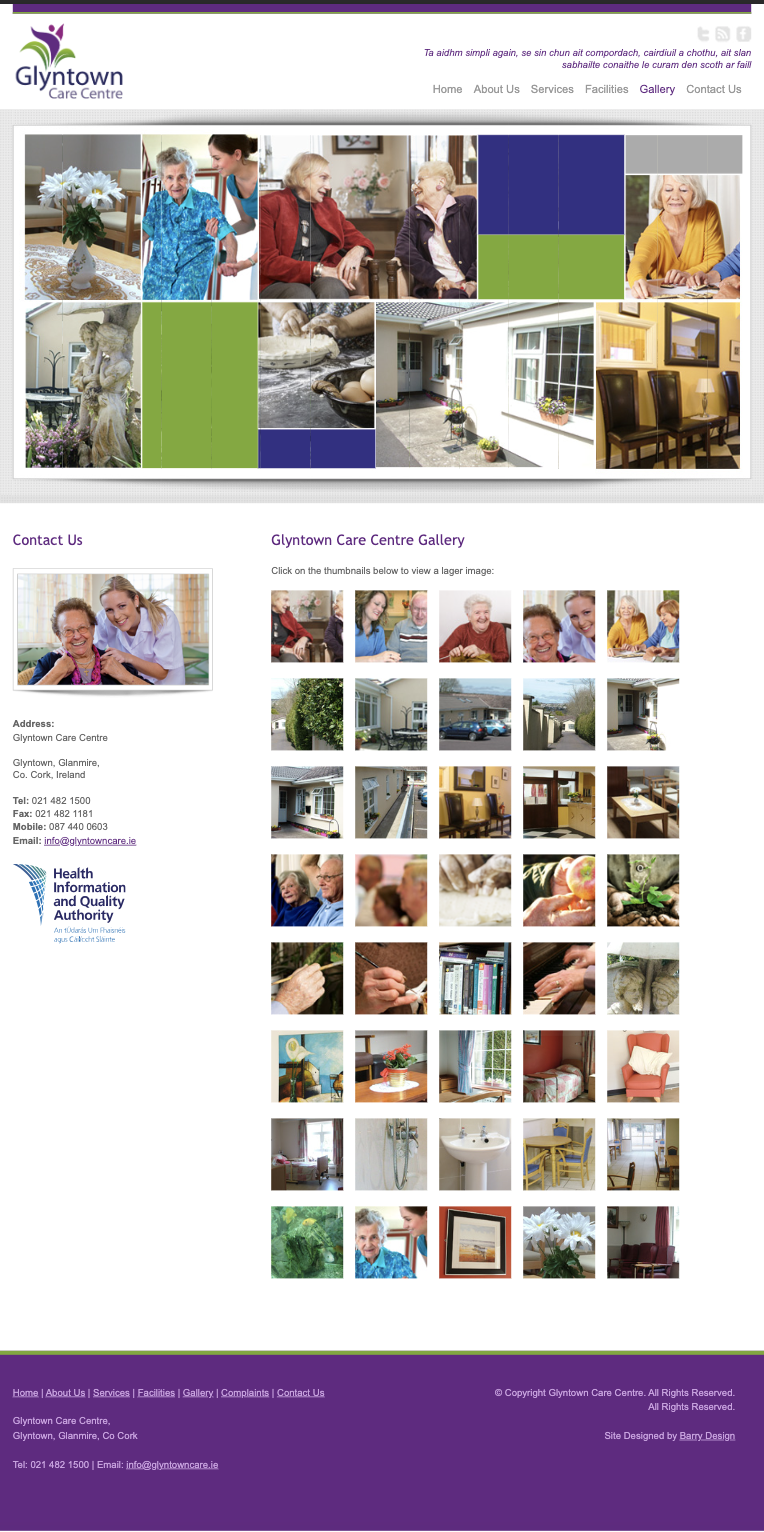 Glyntown
Care Centre
Ta aidhm simpli again, se sin chun ait compordach, cairdiuil a chothu, ait slan
sabhailte conaithe le curam den scoth ar faill
Home About Us Services Facilities Gallery Contact Us
Contact Us
Address:
Glyntown Care Centre
Glyntown, Glanmire,
Co. Cork, Ireland
Tel: 021 482 1500
Fax: 021 482 1181
Mobile: 087 440 0603
Email: info@glyntowncare.ie
Health
Information
and Quality
Authority
An tÚdarás Um Fhaisnéis
agus Cáilíocht Sláinte
Glyntown Care Centre Gallery
Click on the thumbnails below to view a lager image:
Home | About Us | Services | Facilities | Gallery | Complaints | Contact Us
Glyntown Care Centre,
Glyntown, Glanmire, Co Cork
Tel: 021 482 1500 | Email: info@glyntowncare.ie
© Copyright Glyntown Care Centre. All Rights Reserved.
All Rights Reserved.
Site Designed by Barry Design